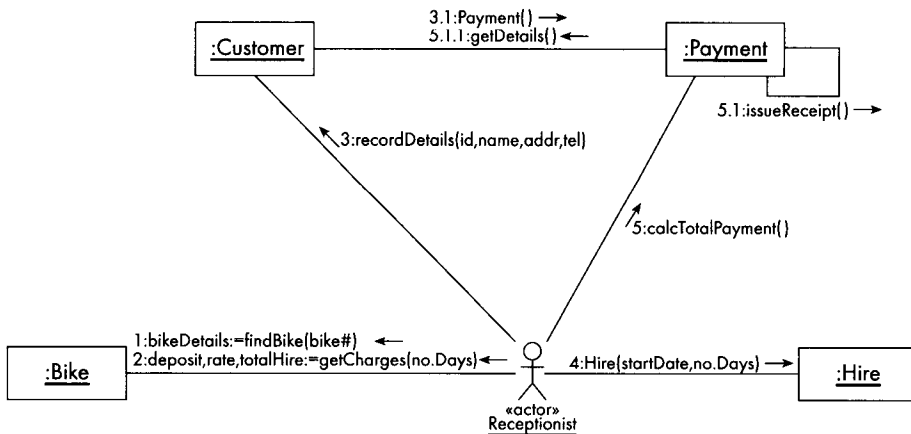 3.1:Payment()
5.1.1:getDetails()
:Customer
:Payment
5.1:issueReceipt()
3:recordDetails(id,name,addr,tel)
5:calcTotalPayment()
1:bikeDetails:=findBike(bike#)
2:deposit,rate,totalHire:=getCharges(no.Days)
4:Hire(startDate,no.Days)
:Bike
:Hire
«actor»
Receptionist